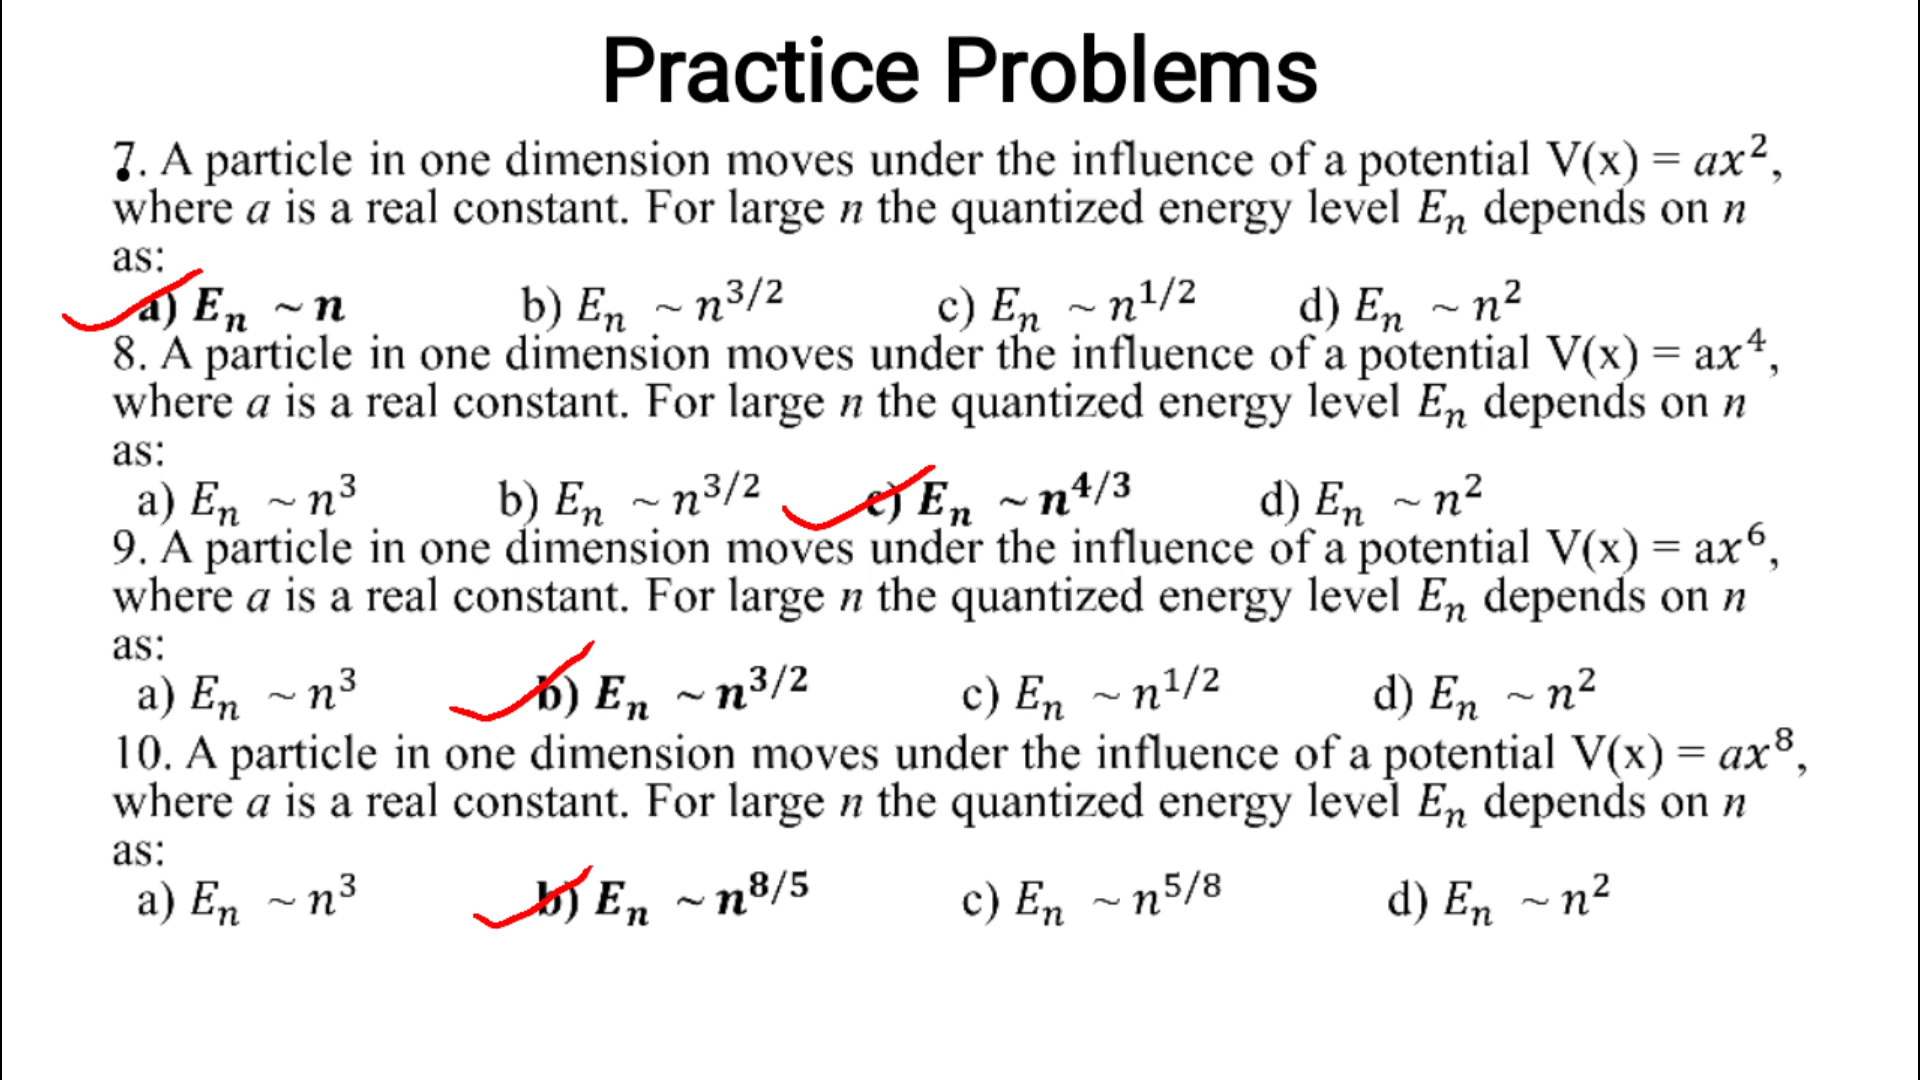 Practice Problems
7. A particle in one dimension moves under the influence of a potential V(x) = ax²,
where a is a real constant. For large n the quantized energy level Eₙ depends on n
as:
a) Eₙ ~ n b) Eₙ ~ n^{3/2} c) Eₙ ~ n^{1/2} d) Eₙ ~ n²
8. A particle in one dimension moves under the influence of a potential V(x) = ax⁴,
where a is a real constant. For large n the quantized energy level Eₙ depends on n
as:
a) Eₙ ~ n³ b) Eₙ ~ n^{3/2} c) Eₙ ~ n^{4/3} d) Eₙ ~ n²
9. A particle in one dimension moves under the influence of a potential V(x) = ax⁶,
where a is a real constant. For large n the quantized energy level Eₙ depends on n
as:
a) Eₙ ~ n³ b) Eₙ ~ n^{3/2} c) Eₙ ~ n^{1/2} d) Eₙ ~ n²
10. A particle in one dimension moves under the influence of a potential V(x) = ax⁸,
where a is a real constant. For large n the quantized energy level Eₙ depends on n
as:
a) Eₙ ~ n³ b) Eₙ ~ n^{8/5} c) Eₙ ~ n^{5/8} d) Eₙ ~ n²